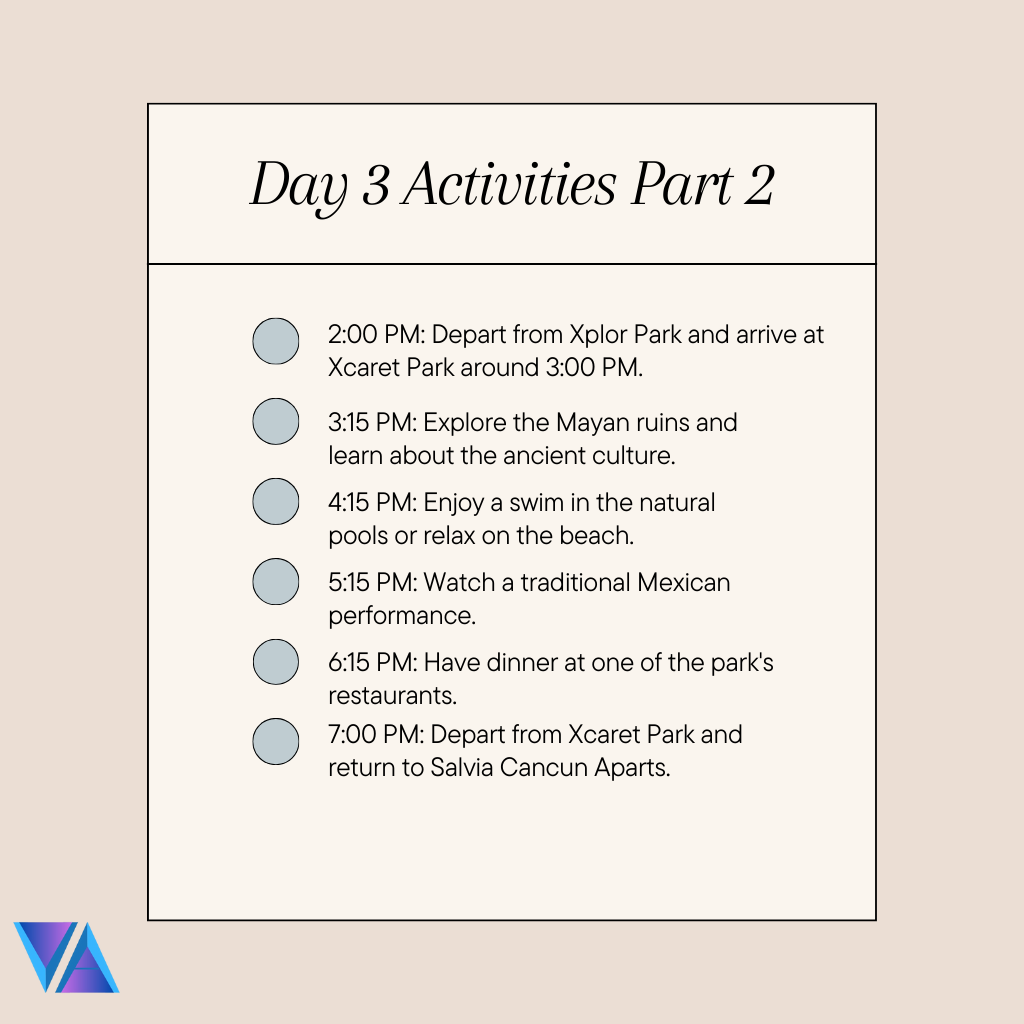 Day 3 Activities Part 2
2:00 PM: Depart from Xplor Park and arrive at
Xcaret Park around 3:00 PM.
3:15 PM: Explore the Mayan ruins and
learn about the ancient culture.
4:15 PM: Enjoy a swim in the natural
pools or relax on the beach.
5:15 PM: Watch a traditional Mexican
performance.
6:15 PM: Have dinner at one of the park's
restaurants.
7:00 PM: Depart from Xcaret Park and
return to Salvia Cancun Aparts.
VA